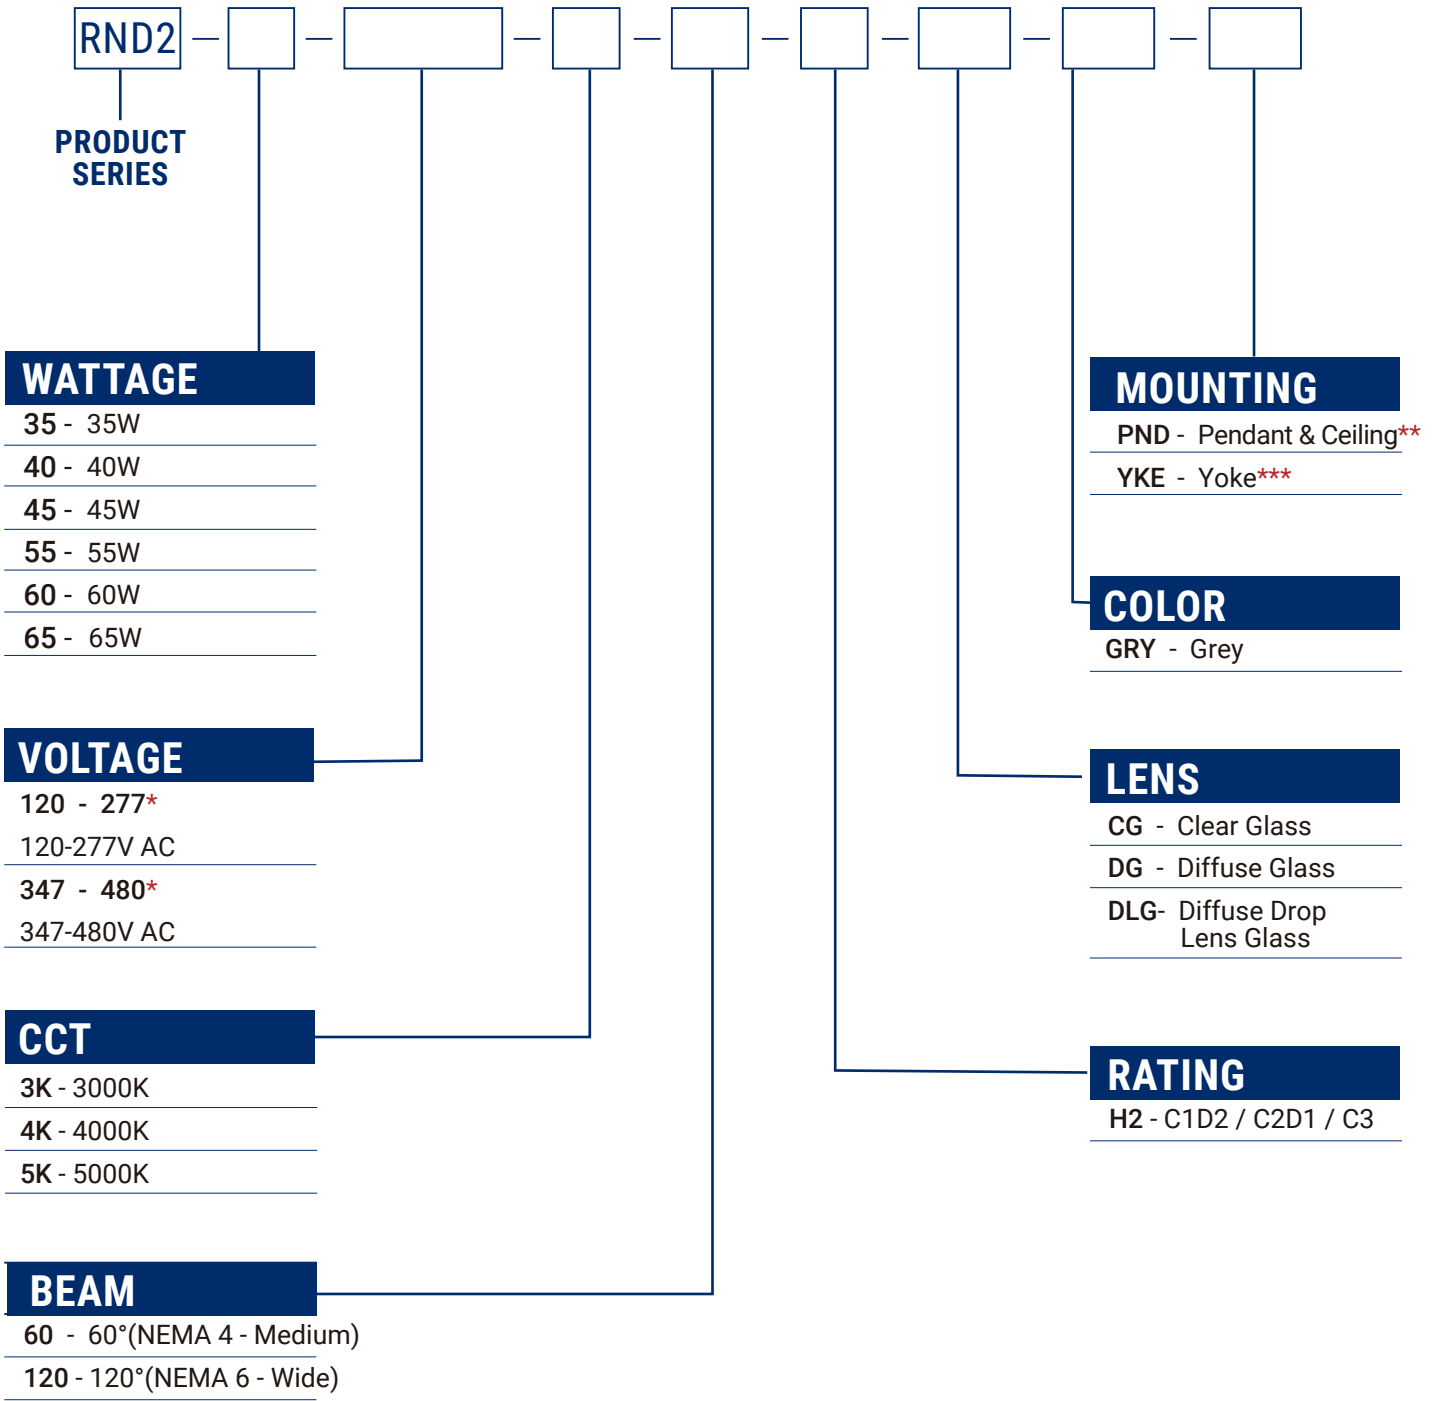 RND2
PRODUCT
SERIES
WATTAGE
35 - 35W
40 - 40W
45 - 45W
55 - 55W
60 - 60W
65 - 65W
VOLTAGE
120 - 277*
120-277V AC
347 - 480*
347-480V AC
CCT
3K - 3000K
4K - 4000K
5K - 5000K
BEAM
60 - 60°(NEMA 4 - Medium)
120 - 120°(NEMA 6 - Wide)
MOUNTING
PND - Pendant & Ceiling**
YKE - Yoke***
COLOR
GRY - Grey
LENS
CG - Clear Glass
DG - Diffuse Glass
DLG- Diffuse Drop
Lens Glass
RATING
H2 - C1D2 / C2D1 / C3